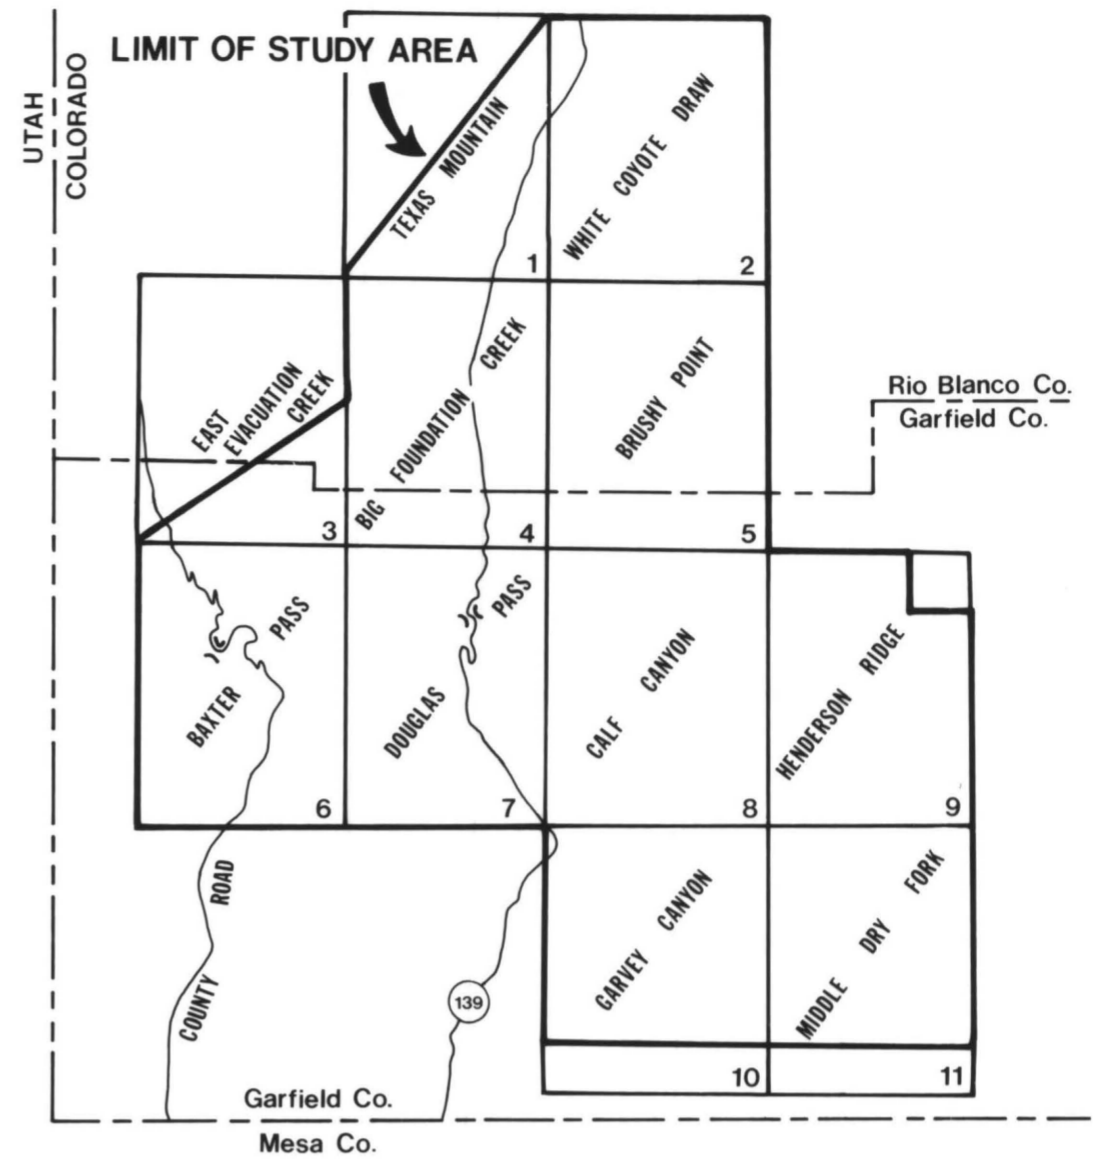 LIMIT OF STUDY AREA
UTAH
COLORADO
TEXAS MOUNTAIN
1
WHITE COYOTE DRAW
2
EAST
EVACUATION
CREEK
3
BIG FOUNDATION CREEK
4
BRUSHY POINT
5
Rio Blanco Co.
Garfield Co.
BAXTER PASS
6
DOUGLAS PASS
7
CALF CANYON
8
HENDERSON RIDGE
9
GARVEY CANYON
10
MIDDLE DRY FORK
11
COUNTY ROAD
139
Garfield Co.
Mesa Co.